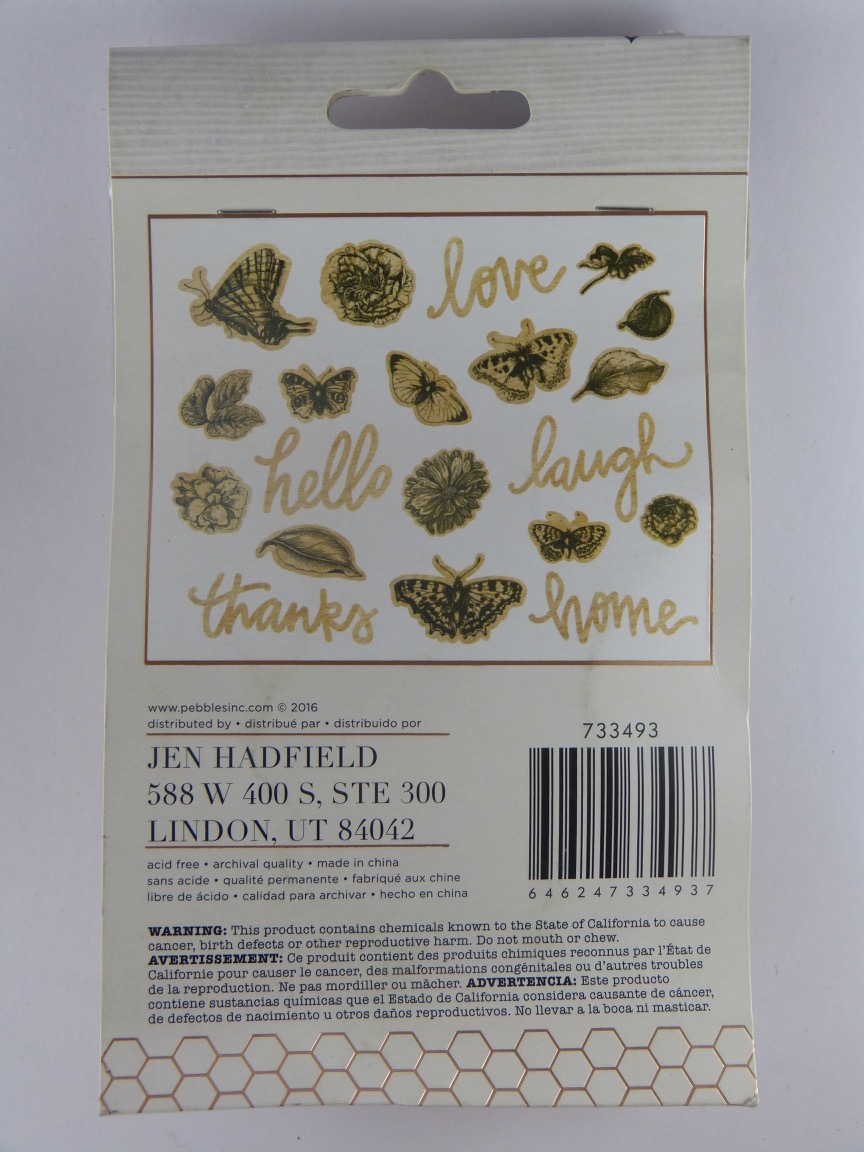 love
hello
laugh
thanks
home
www.pebblesinc.com © 2016
distributed by • distribué par • distribuido por
JEN HADFIELD
588 W 400 S, STE 300
LINDON, UT 84042
acid free • archival quality • made in china
sans acide • qualité permanente • fabriqué aux chine
libre de ácido • calidad para archivar • hecho en china
733493
646247334937
WARNING: This product contains chemicals known to the State of California to cause
cancer, birth defects or other reproductive harm. Do not mouth or chew.
AVERTISSEMENT: Ce produit contient des produits chimiques reconnus par l'État de
Californie pour causer le cancer, des malformations congénitales ou d'autres troubles
de la reproduction. Ne pas mordiller ou mâcher. ADVERTENCIA: Este producto
contiene sustancias químicas que el Estado de California considera causante de cáncer,
de defectos de nacimiento u otros daños reproductivos. No llevar a la boca ni masticar.